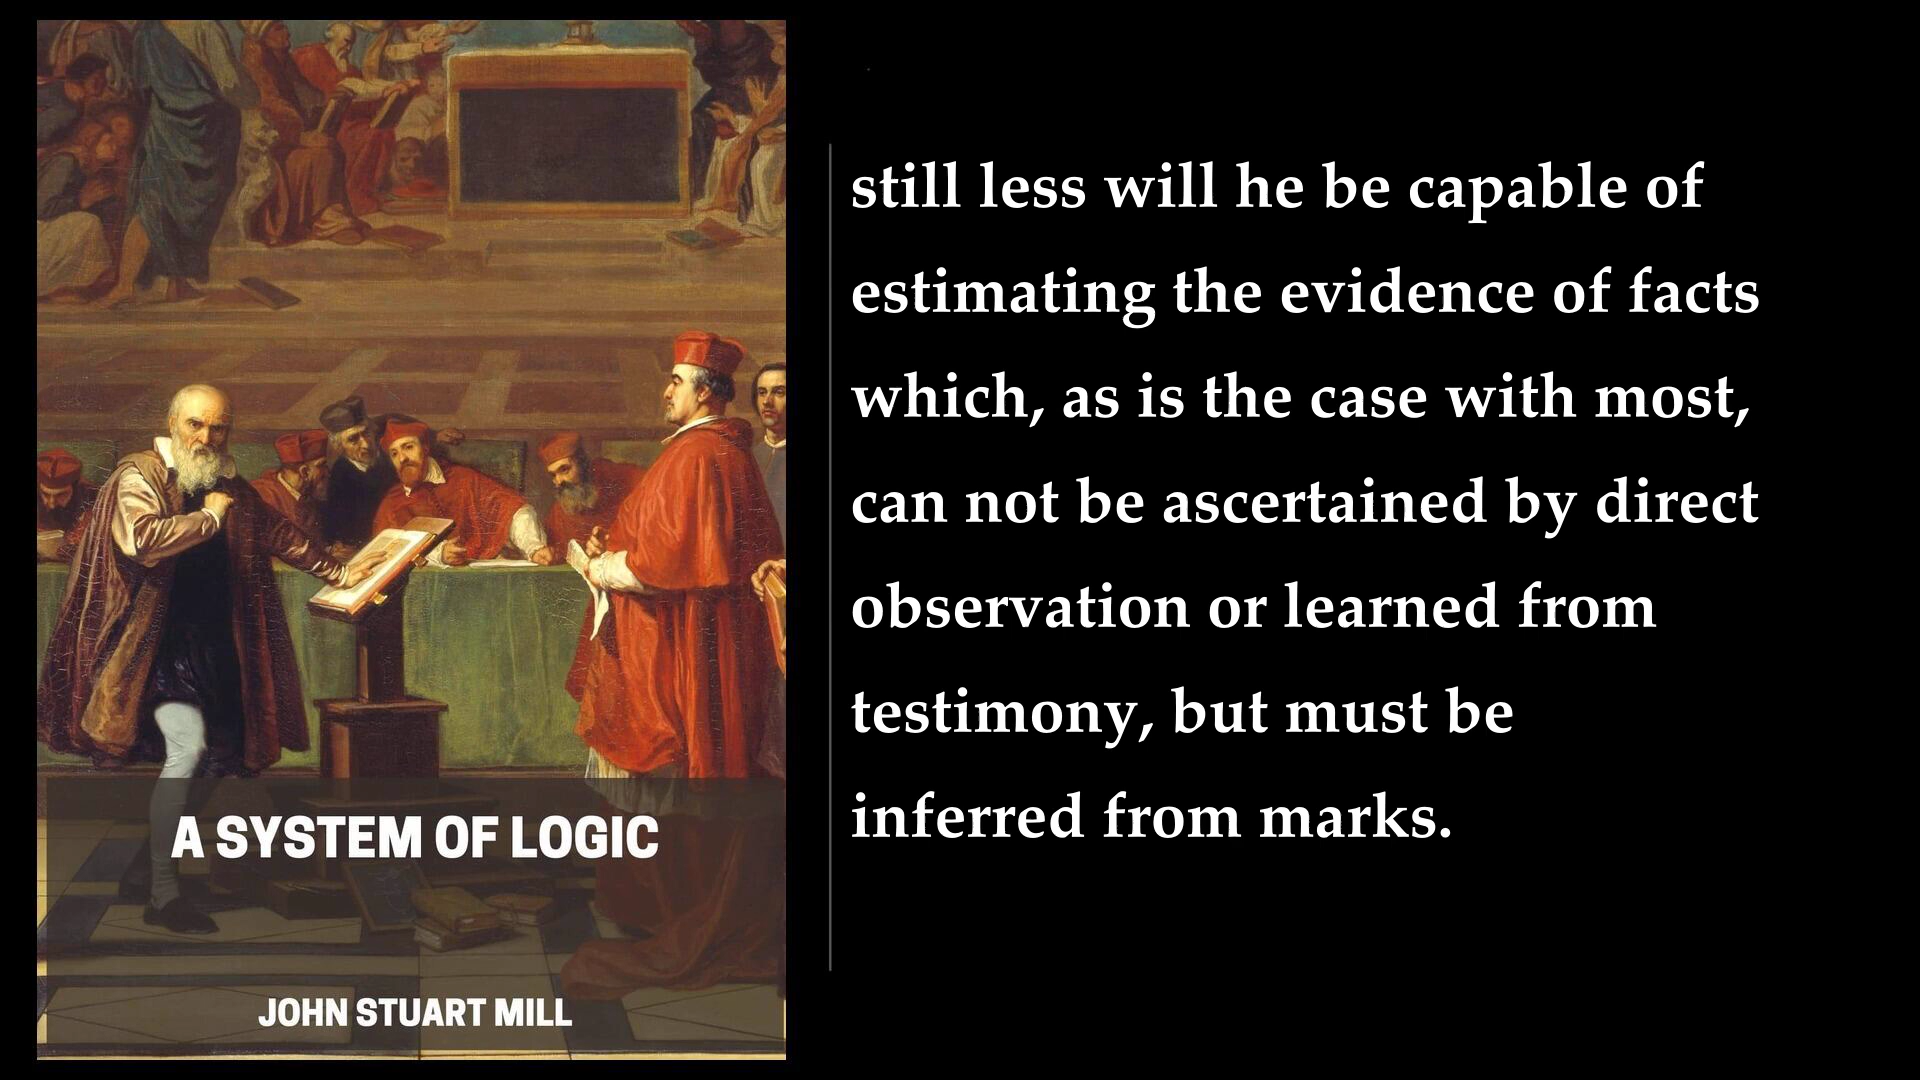 A SYSTEM OF LOGIC
JOHN STUART MILL
still less will he be capable of
estimating the evidence of facts
which, as is the case with most,
can not be ascertained by direct
observation or learned from
testimony, but must be
inferred from marks.